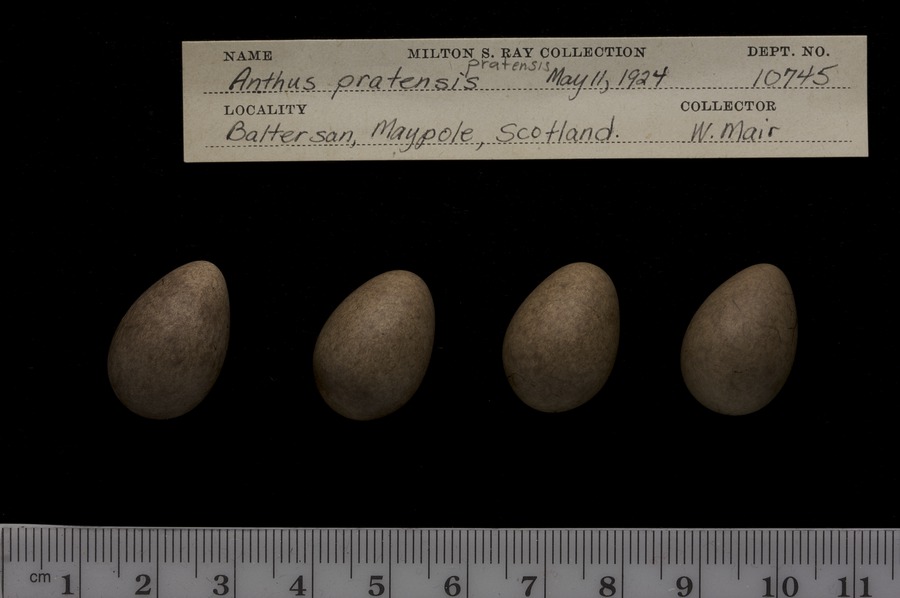 NAME MILTON S. RAY COLLECTION DEPT. NO.
pratensis
Anthus pratensis May 11, 1924 10745
LOCALITY COLLECTOR
Baltersan, Maypole, Scotland. W. Mair
cm 1 2 3 4 5 6 7 8 9 10 11